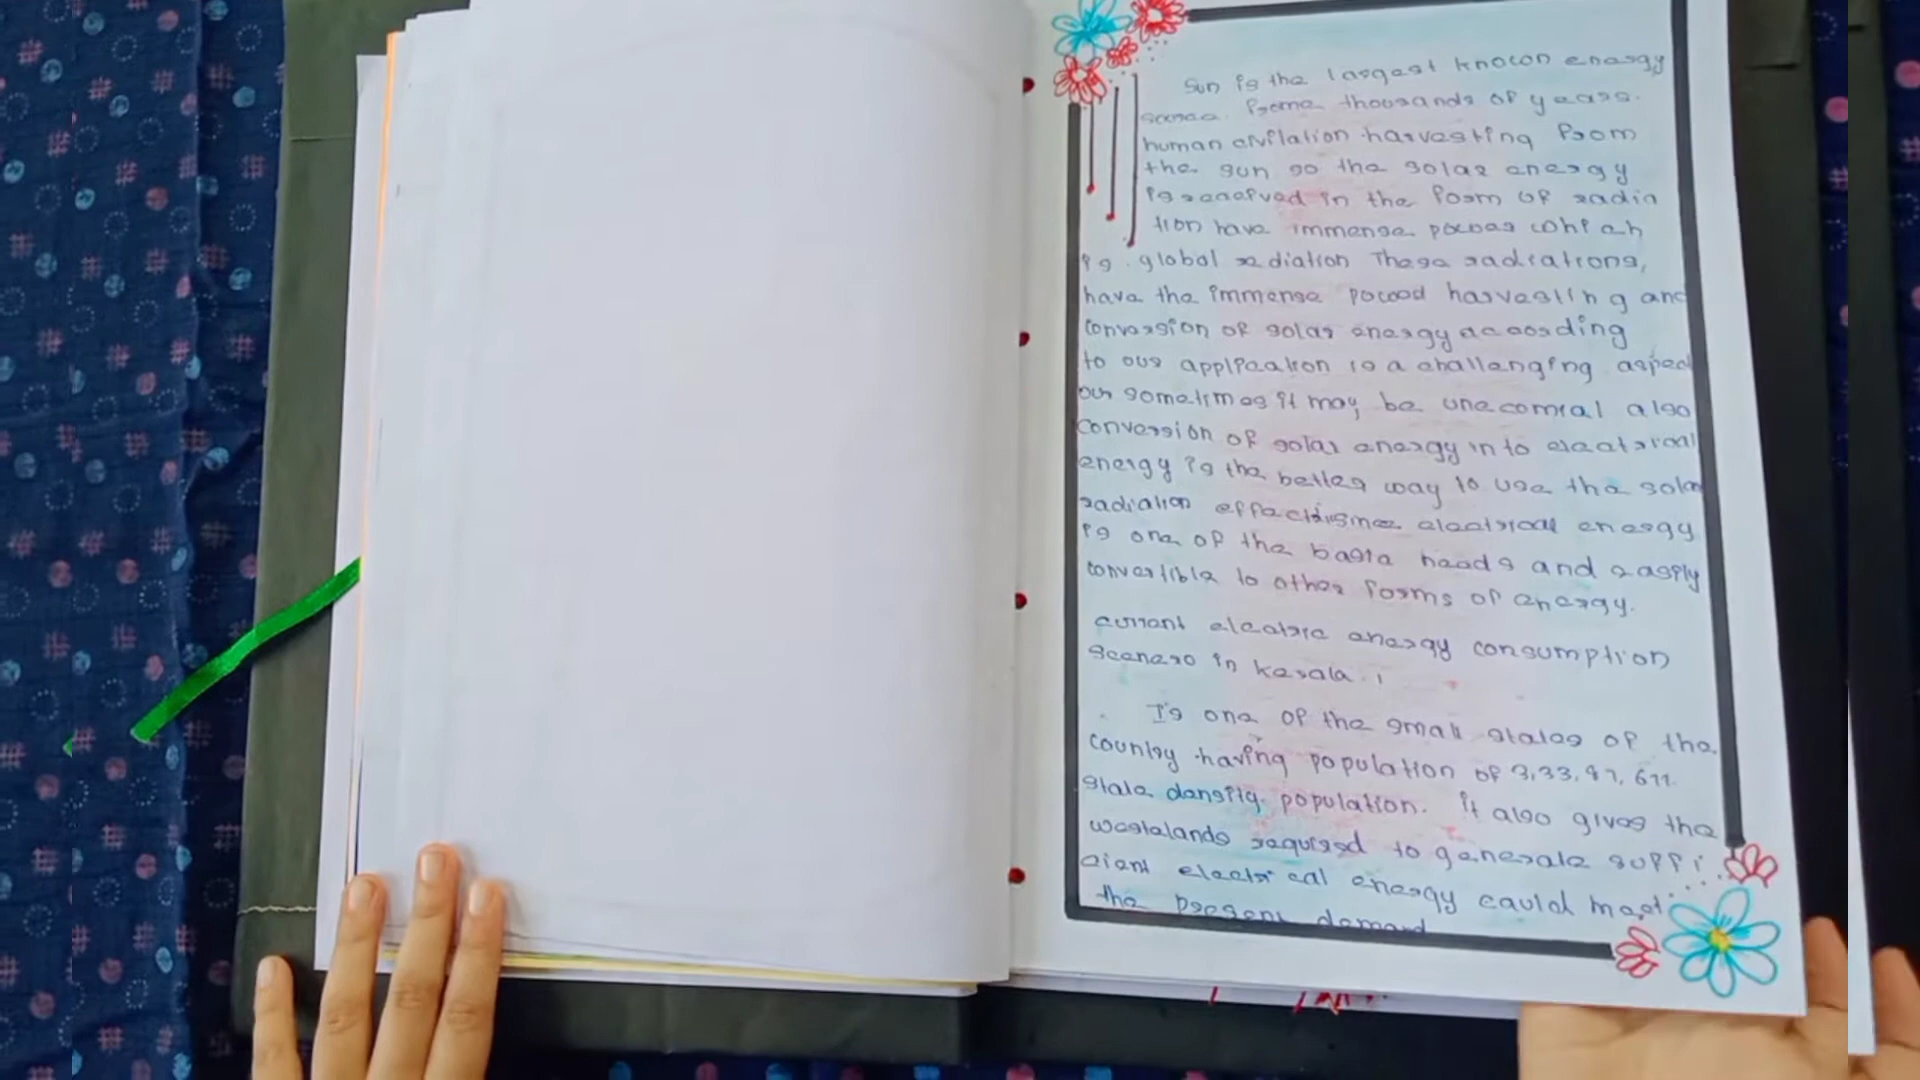 Sun is the largest known energy
source. From thousands of years.
human civilation harvesting from
the sun so the solar energy
is received in the form of radia
tion have immense power which
is global radiation These radiations,
have the immense powood harvesting and
conversion of solar energy according
to our application is a challenging aspect
our sometimes it may be uneconial also
conversion of solar energy in to electrical
energy is the better way to use the solar
radiation electrical energy
is one of the basic needs and easily
convertible to other forms of energy.
current electric energy consumption
scenaro in kerala.
Is one of the small states of the
country having population of 3,33,87,677.
state density population. it also gives the
wastelands required to generate suffi
cient electrical energy could meet
the present demand